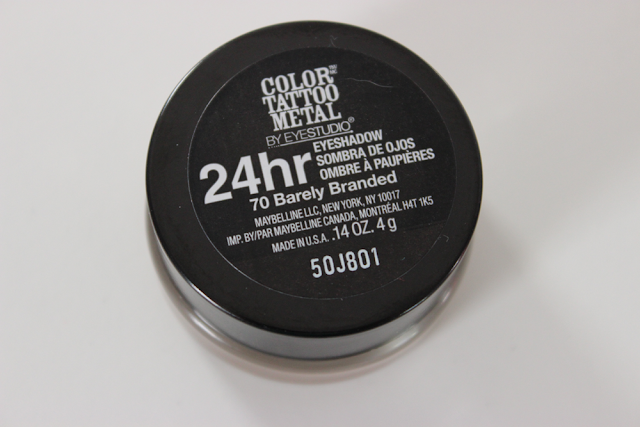 COLOR
TATTOO
METAL
BY EYESTUDIO®
24hr
EYESHADOW
SOMBRA DE OJOS
OMBRE À PAUPIÈRES
70 Barely Branded
MAYBELLINE LLC, NEW YORK, NY 10017
IMP. BY/PAR MAYBELLINE CANADA, MONTRÉAL H4T 1K5
MADE IN U.S.A. .14 OZ. 4 g
50J801